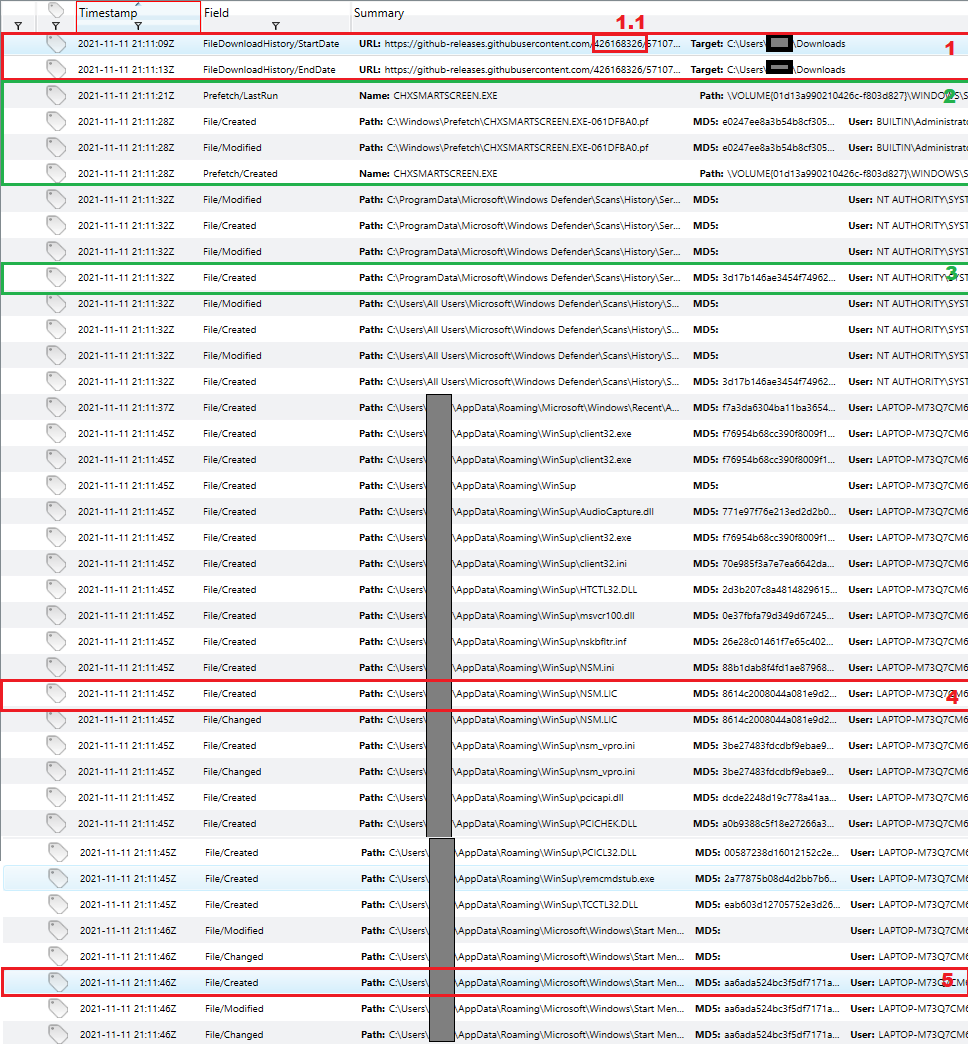 Timestamp Field Summary
1.1
2021-11-11 21:11:09Z FileDownloadHistory/StartDate URL: https://github-releases.githubusercontent.com/426168326/57107... Target: C:\Users\ \Downloads 1
2021-11-11 21:11:13Z FileDownloadHistory/EndDate URL: https://github-releases.githubusercontent.com/426168326/57107... Target: C:\Users\ \Downloads
2021-11-11 21:11:21Z Prefetch/LastRun Name: CHXSMARTSCREEN.EXE Path: \VOLUME{01d13a990210426c-f803d827}\WINDOWS\S 2
2021-11-11 21:11:28Z File/Created Path: C:\Windows\Prefetch\CHXSMARTSCREEN.EXE-061DFBA0.pf MD5: e0247ee8a3b54b8cf305... User: BUILTIN\Administrato
2021-11-11 21:11:28Z File/Modified Path: C:\Windows\Prefetch\CHXSMARTSCREEN.EXE-061DFBA0.pf MD5: e0247ee8a3b54b8cf305... User: BUILTIN\Administrato
2021-11-11 21:11:28Z Prefetch/Created Name: CHXSMARTSCREEN.EXE Path: \VOLUME{01d13a990210426c-f803d827}\WINDOWS\S
2021-11-11 21:11:32Z File/Modified Path: C:\ProgramData\Microsoft\Windows Defender\Scans\History\Ser... MD5: User: NT AUTHORITY\SYST
2021-11-11 21:11:32Z File/Created Path: C:\ProgramData\Microsoft\Windows Defender\Scans\History\Ser... MD5: User: NT AUTHORITY\SYST
2021-11-11 21:11:32Z File/Modified Path: C:\ProgramData\Microsoft\Windows Defender\Scans\History\Ser... MD5: User: NT AUTHORITY\SYST
2021-11-11 21:11:32Z File/Created Path: C:\ProgramData\Microsoft\Windows Defender\Scans\History\Ser... MD5: 3d17b146ae3454f74962... User: NT AUTHORITY\SYST 3
2021-11-11 21:11:32Z File/Modified Path: C:\Users\All Users\Microsoft\Windows Defender\Scans\History\S... MD5: User: NT AUTHORITY\SYST
2021-11-11 21:11:32Z File/Created Path: C:\Users\All Users\Microsoft\Windows Defender\Scans\History\S... MD5: User: NT AUTHORITY\SYST
2021-11-11 21:11:32Z File/Modified Path: C:\Users\All Users\Microsoft\Windows Defender\Scans\History\S... MD5: User: NT AUTHORITY\SYST
2021-11-11 21:11:32Z File/Created Path: C:\Users\All Users\Microsoft\Windows Defender\Scans\History\S... MD5: 3d17b146ae3454f74962... User: NT AUTHORITY\SYST
2021-11-11 21:11:37Z File/Created Path: C:\Users\ \AppData\Roaming\Microsoft\Windows\Recent\A... MD5: f7a3da6304ba11ba3654... User: LAPTOP-M73Q7CM6
2021-11-11 21:11:45Z File/Created Path: C:\Users\ \AppData\Roaming\WinSup\client32.exe MD5: f76954b68cc390f8009f1... User: LAPTOP-M73Q7CM6
2021-11-11 21:11:45Z File/Created Path: C:\Users\ \AppData\Roaming\WinSup\client32.exe MD5: f76954b68cc390f8009f1... User: LAPTOP-M73Q7CM6
2021-11-11 21:11:45Z File/Created Path: C:\Users\ \AppData\Roaming\WinSup MD5: User: LAPTOP-M73Q7CM6
2021-11-11 21:11:45Z File/Created Path: C:\Users\ \AppData\Roaming\WinSup\AudioCapture.dll MD5: 771e97f76e213ed2d2b0... User: LAPTOP-M73Q7CM6
2021-11-11 21:11:45Z File/Created Path: C:\Users\ \AppData\Roaming\WinSup\client32.exe MD5: f76954b68cc390f8009f1... User: LAPTOP-M73Q7CM6
2021-11-11 21:11:45Z File/Created Path: C:\Users\ \AppData\Roaming\WinSup\client32.ini MD5: 70e985f3a7e7ea6642da... User: LAPTOP-M73Q7CM6
2021-11-11 21:11:45Z File/Created Path: C:\Users\ \AppData\Roaming\WinSup\HTCTL32.DLL MD5: 2d3b207c8a4814829615... User: LAPTOP-M73Q7CM6
2021-11-11 21:11:45Z File/Created Path: C:\Users\ \AppData\Roaming\WinSup\msvcr100.dll MD5: 0e37fbfa79d349d67245... User: LAPTOP-M73Q7CM6
2021-11-11 21:11:45Z File/Created Path: C:\Users\ \AppData\Roaming\WinSup\nskbfltr.inf MD5: 26e28c01461f7e65c402... User: LAPTOP-M73Q7CM6
2021-11-11 21:11:45Z File/Created Path: C:\Users\ \AppData\Roaming\WinSup\NSM.ini MD5: 88b1dab8f4fd1ae87968... User: LAPTOP-M73Q7CM6
2021-11-11 21:11:45Z File/Created Path: C:\Users\ \AppData\Roaming\WinSup\NSM.LIC MD5: 8614c2008044a081e9d2... User: LAPTOP-M73Q7CM6 4
2021-11-11 21:11:45Z File/Changed Path: C:\Users\ \AppData\Roaming\WinSup\NSM.LIC MD5: 8614c2008044a081e9d2... User: LAPTOP-M73Q7CM6
2021-11-11 21:11:45Z File/Created Path: C:\Users\ \AppData\Roaming\WinSup\nsm_vpro.ini MD5: 3be27483fdcdbf9ebae9... User: LAPTOP-M73Q7CM6
2021-11-11 21:11:45Z File/Changed Path: C:\Users\ \AppData\Roaming\WinSup\nsm_vpro.ini MD5: 3be27483fdcdbf9ebae9... User: LAPTOP-M73Q7CM6
2021-11-11 21:11:45Z File/Created Path: C:\Users\ \AppData\Roaming\WinSup\pcicapi.dll MD5: dcde2248d19c778a41aa... User: LAPTOP-M73Q7CM6
2021-11-11 21:11:45Z File/Created Path: C:\Users\ \AppData\Roaming\WinSup\PCICHEK.DLL MD5: a0b9388c5f18e27266a3... User: LAPTOP-M73Q7CM6
2021-11-11 21:11:45Z File/Created Path: C:\Users\ \AppData\Roaming\WinSup\PCICL32.DLL MD5: 00587238d16012152c2e... User: LAPTOP-M73Q7CM6
2021-11-11 21:11:45Z File/Created Path: C:\Users\ \AppData\Roaming\WinSup\remcmdstub.exe MD5: 2a77875b08d4d2bb7b6... User: LAPTOP-M73Q7CM6
2021-11-11 21:11:45Z File/Created Path: C:\Users\ \AppData\Roaming\WinSup\TCCTL32.DLL MD5: eab603d12705752e3d26... User: LAPTOP-M73Q7CM6
2021-11-11 21:11:46Z File/Modified Path: C:\Users\ \AppData\Roaming\Microsoft\Windows\Start Men... MD5: User: LAPTOP-M73Q7CM6
2021-11-11 21:11:46Z File/Changed Path: C:\Users\ \AppData\Roaming\Microsoft\Windows\Start Men... MD5: User: LAPTOP-M73Q7CM6
2021-11-11 21:11:46Z File/Created Path: C:\Users\ \AppData\Roaming\Microsoft\Windows\Start Men... MD5: aa6ada524bc3f5df7171a... User: LAPTOP-M73Q7CM6 5
2021-11-11 21:11:46Z File/Modified Path: C:\Users\ \AppData\Roaming\Microsoft\Windows\Start Men... MD5: aa6ada524bc3f5df7171a... User: LAPTOP-M73Q7CM6
2021-11-11 21:11:46Z File/Changed Path: C:\Users\ \AppData\Roaming\Microsoft\Windows\Start Men... MD5: aa6ada524bc3f5df7171a... User: LAPTOP-M73Q7CM6